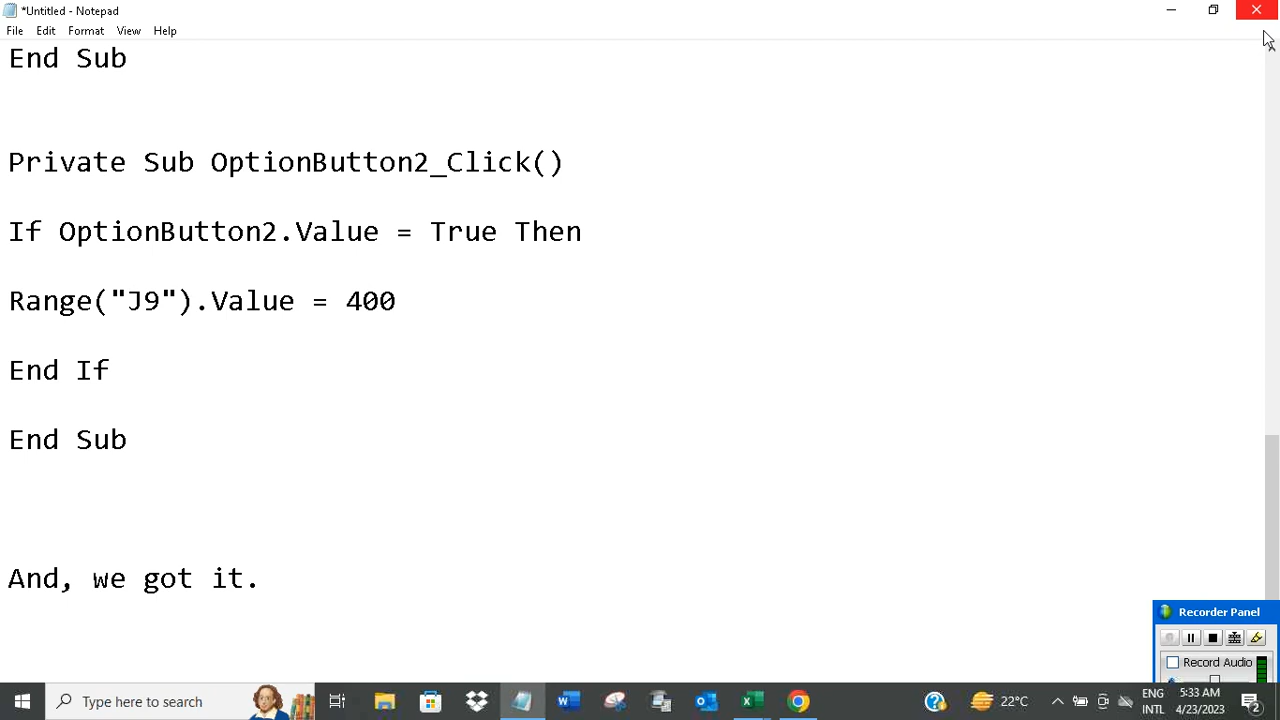 *Untitled - Notepad
File Edit Format View Help
End Sub
Private Sub OptionButton2_Click()
If OptionButton2.Value = True Then
Range("J9").Value = 400
End If
End Sub
And, we got it.
Recorder Panel
Record Audio
Type here to search
22°C
ENG
INTL
5:33 AM
4/23/2023
2